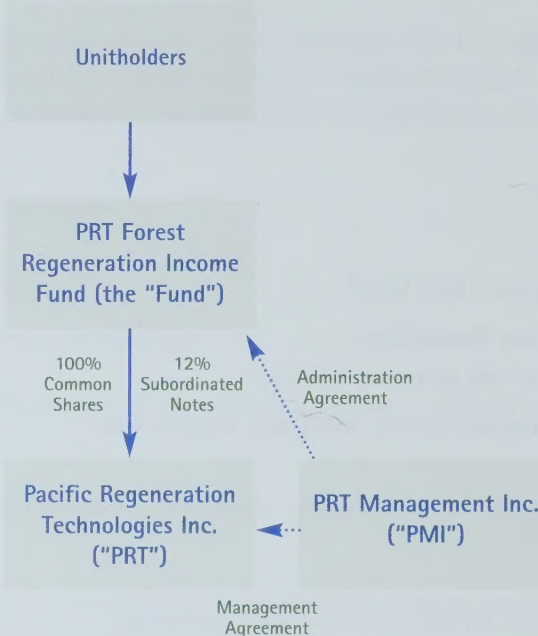 Unitholders
PRT Forest
Regeneration Income
Fund (the “Fund”)
100%
Common
Shares
12%
Subordinated
Notes
Administration
Agreement
Pacific Regeneration
Technologies Inc.
(“PRT”)
PRT Management Inc.
(“PMI”)
Management
Agreement